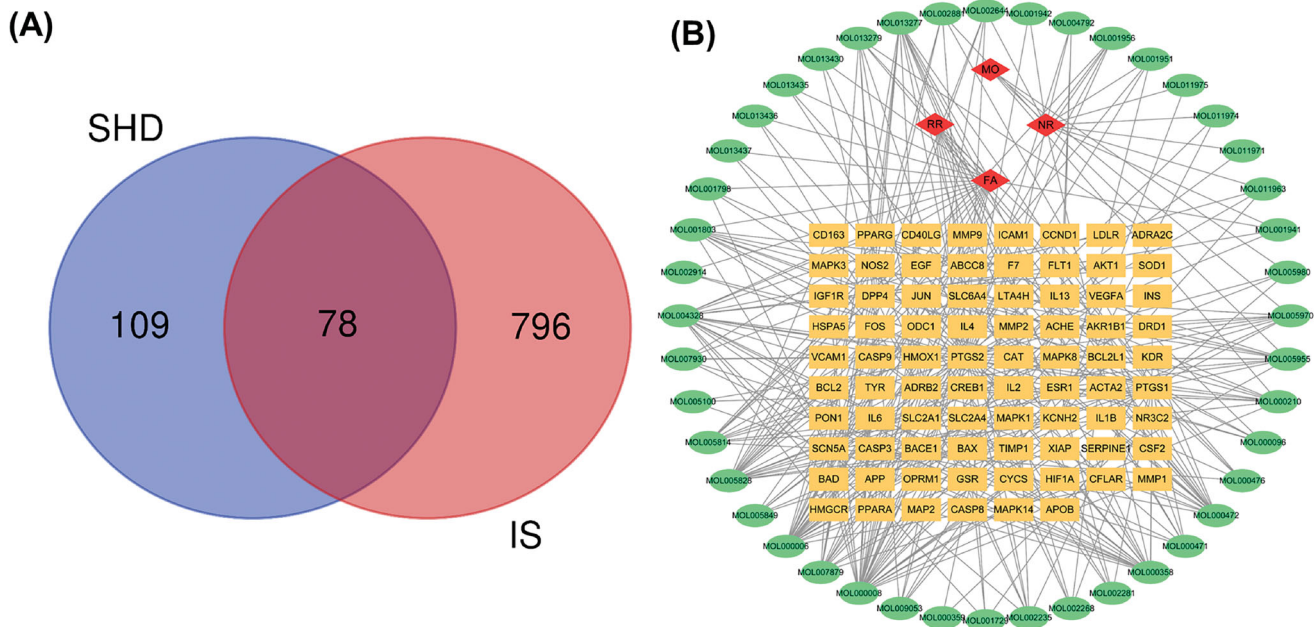 (A)
SHD
109
78
796
IS
(B)
MOL013277
MOL002881
MOL002644
MOL001942
MOL004792
MOL013279
MOL001956
MOL013430
MOL001951
MOL013435
MOL011975
MOL013436
MOL011974
MOL013437
MOL011971
MOL001798
MOL011963
MOL001803
MOL001941
MOL002914
MOL005980
MOL004328
MOL005970
MOL007930
MOL005955
MOL005100
MOL000210
MOL005814
MOL000096
MOL005828
MOL000476
MOL005849
MOL000472
MOL000006
MOL000471
MOL007879
MOL000358
MOL000008
MOL002281
MOL009053
MOL002268
MOL000359
MOL001729
MOL002235
MO
RR
NR
FA
CD163 PPARG CD40LG MMP9 ICAM1 CCND1 LDLR ADRA2C
MAPK3 NOS2 EGF ABCC8 F7 FLT1 AKT1 SOD1
IGF1R DPP4 JUN SLC6A4 LTA4H IL13 VEGFA INS
HSPA5 FOS ODC1 IL4 MMP2 ACHE AKR1B1 DRD1
VCAM1 CASP9 HMOX1 PTGS2 CAT MAPK8 BCL2L1 KDR
BCL2 TYR ADRB2 CREB1 IL2 ESR1 ACTA2 PTGS1
PON1 IL6 SLC2A1 SLC2A4 MAPK1 KCNH2 IL1B NR3C2
SCN5A CASP3 BACE1 BAX TIMP1 XIAP SERPINE1 CSF2
BAD APP OPRM1 GSR CYCS HIF1A CFLAR MMP1
HMGCR PPARA MAP2 CASP8 MAPK14 APOB